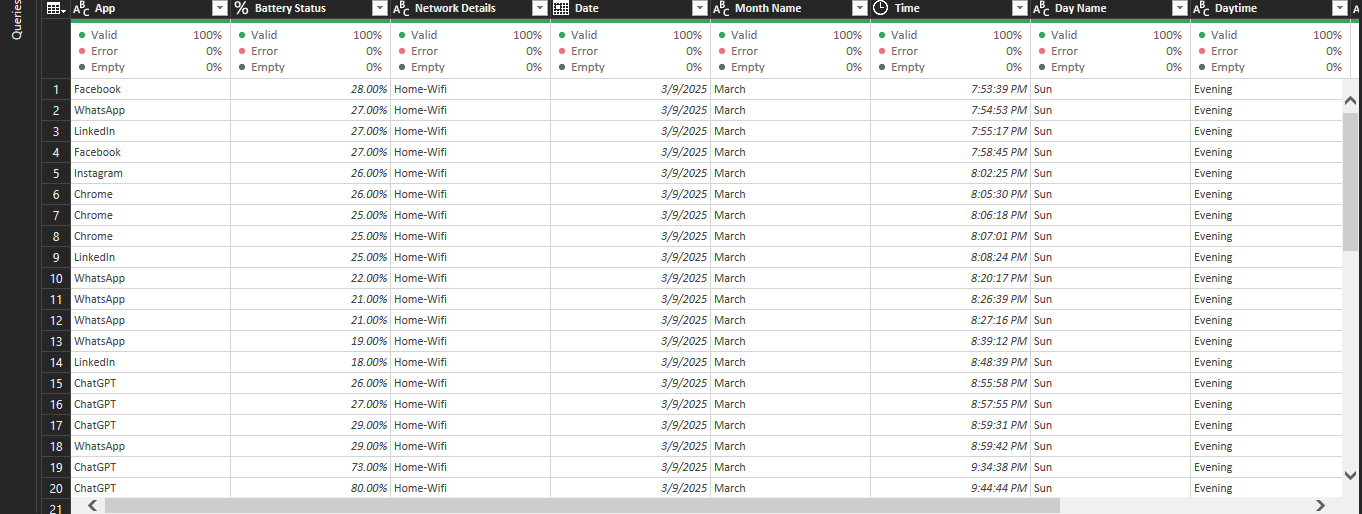 Queries
ABC App % Battery Status ABC Network Details Date ABC Month Name Time ABC Day Name ABC Daytime A
Valid 100% Valid 100% Valid 100% Valid 100% Valid 100% Valid 100% Valid 100% Valid 100%
Error 0% Error 0% Error 0% Error 0% Error 0% Error 0% Error 0% Error 0%
Empty 0% Empty 0% Empty 0% Empty 0% Empty 0% Empty 0% Empty 0% Empty 0%
1 Facebook 28.00% Home-Wifi 3/9/2025 March 7:53:39 PM Sun Evening
2 WhatsApp 27.00% Home-Wifi 3/9/2025 March 7:54:53 PM Sun Evening
3 LinkedIn 27.00% Home-Wifi 3/9/2025 March 7:55:17 PM Sun Evening
4 Facebook 27.00% Home-Wifi 3/9/2025 March 7:58:45 PM Sun Evening
5 Instagram 26.00% Home-Wifi 3/9/2025 March 8:02:25 PM Sun Evening
6 Chrome 26.00% Home-Wifi 3/9/2025 March 8:05:30 PM Sun Evening
7 Chrome 25.00% Home-Wifi 3/9/2025 March 8:06:18 PM Sun Evening
8 Chrome 25.00% Home-Wifi 3/9/2025 March 8:07:01 PM Sun Evening
9 LinkedIn 25.00% Home-Wifi 3/9/2025 March 8:08:24 PM Sun Evening
10 WhatsApp 22.00% Home-Wifi 3/9/2025 March 8:20:17 PM Sun Evening
11 WhatsApp 21.00% Home-Wifi 3/9/2025 March 8:26:39 PM Sun Evening
12 WhatsApp 21.00% Home-Wifi 3/9/2025 March 8:27:16 PM Sun Evening
13 WhatsApp 19.00% Home-Wifi 3/9/2025 March 8:39:12 PM Sun Evening
14 LinkedIn 18.00% Home-Wifi 3/9/2025 March 8:48:39 PM Sun Evening
15 ChatGPT 26.00% Home-Wifi 3/9/2025 March 8:55:58 PM Sun Evening
16 ChatGPT 27.00% Home-Wifi 3/9/2025 March 8:57:55 PM Sun Evening
17 ChatGPT 29.00% Home-Wifi 3/9/2025 March 8:59:31 PM Sun Evening
18 WhatsApp 29.00% Home-Wifi 3/9/2025 March 8:59:42 PM Sun Evening
19 ChatGPT 73.00% Home-Wifi 3/9/2025 March 9:34:38 PM Sun Evening
20 ChatGPT 80.00% Home-Wifi 3/9/2025 March 9:44:44 PM Sun Evening
21